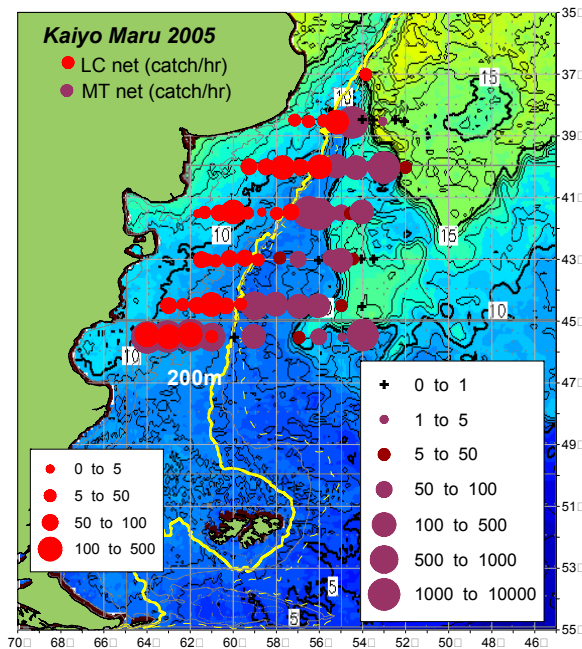 Kaiyo Maru 2005
LC net (catch/hr)
MT net (catch/hr)
35□
37□
39□
41□
43□
45□
47□
49□
51□
53□
55□
15
10
10
15
10
10
10
200m
5
5
0 to 1
1 to 5
5 to 50
50 to 100
100 to 500
500 to 1000
1000 to 10000
0 to 5
5 to 50
50 to 100
100 to 500
70□ 68□ 66□ 64□ 62□ 60□ 58□ 56□ 54□ 52□ 50□ 48□ 46□